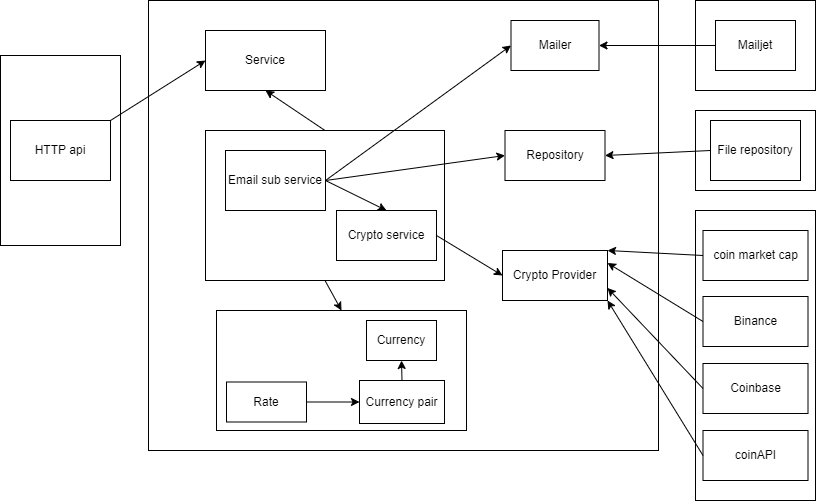 Service
Mailer
Mailjet
HTTP api
Email sub service
Repository
File repository
Crypto service
Crypto Provider
coin market cap
Binance
Currency
Rate
Currency pair
Coinbase
coinAPI